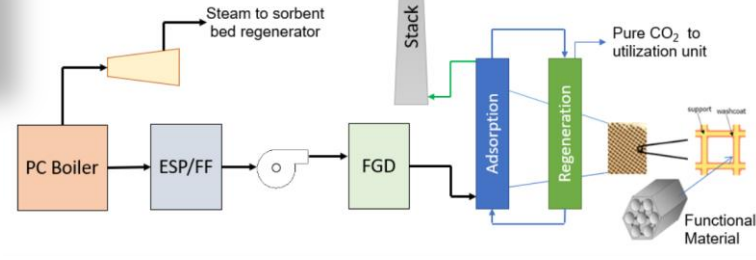 Steam to sorbent
bed regenerator
Stack
Pure CO₂ to
utilization unit
PC Boiler
ESP/FF
FGD
Adsorption
Regeneration
support
washcoat
Functional
Material